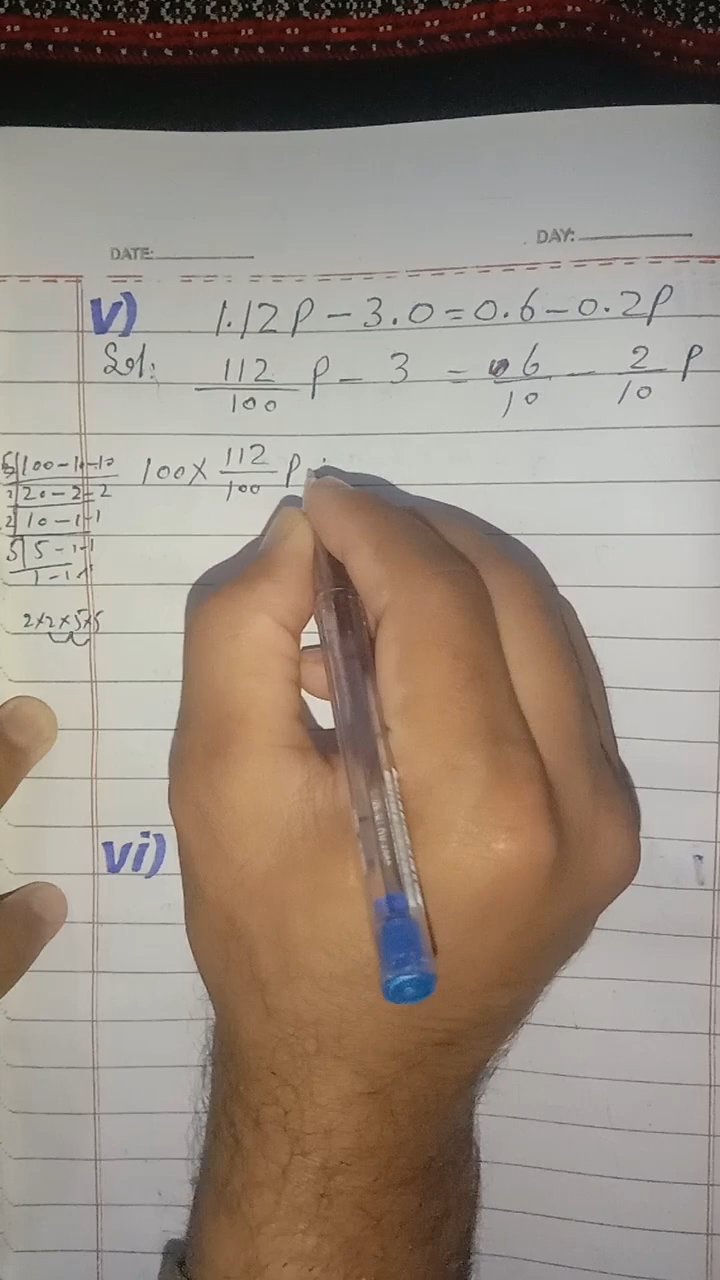 DATE:
DAY:
v) 1.12P - 3.0 = 0.6 - 0.2P
Sol: 112/100 P - 3 = 6/10 - 2/10 P
100 × 112/100 P
5|100-10-10
2|20-2-2
2|10-1-1
5|5-1-1
1-1-1
2×2×5×5
vi)